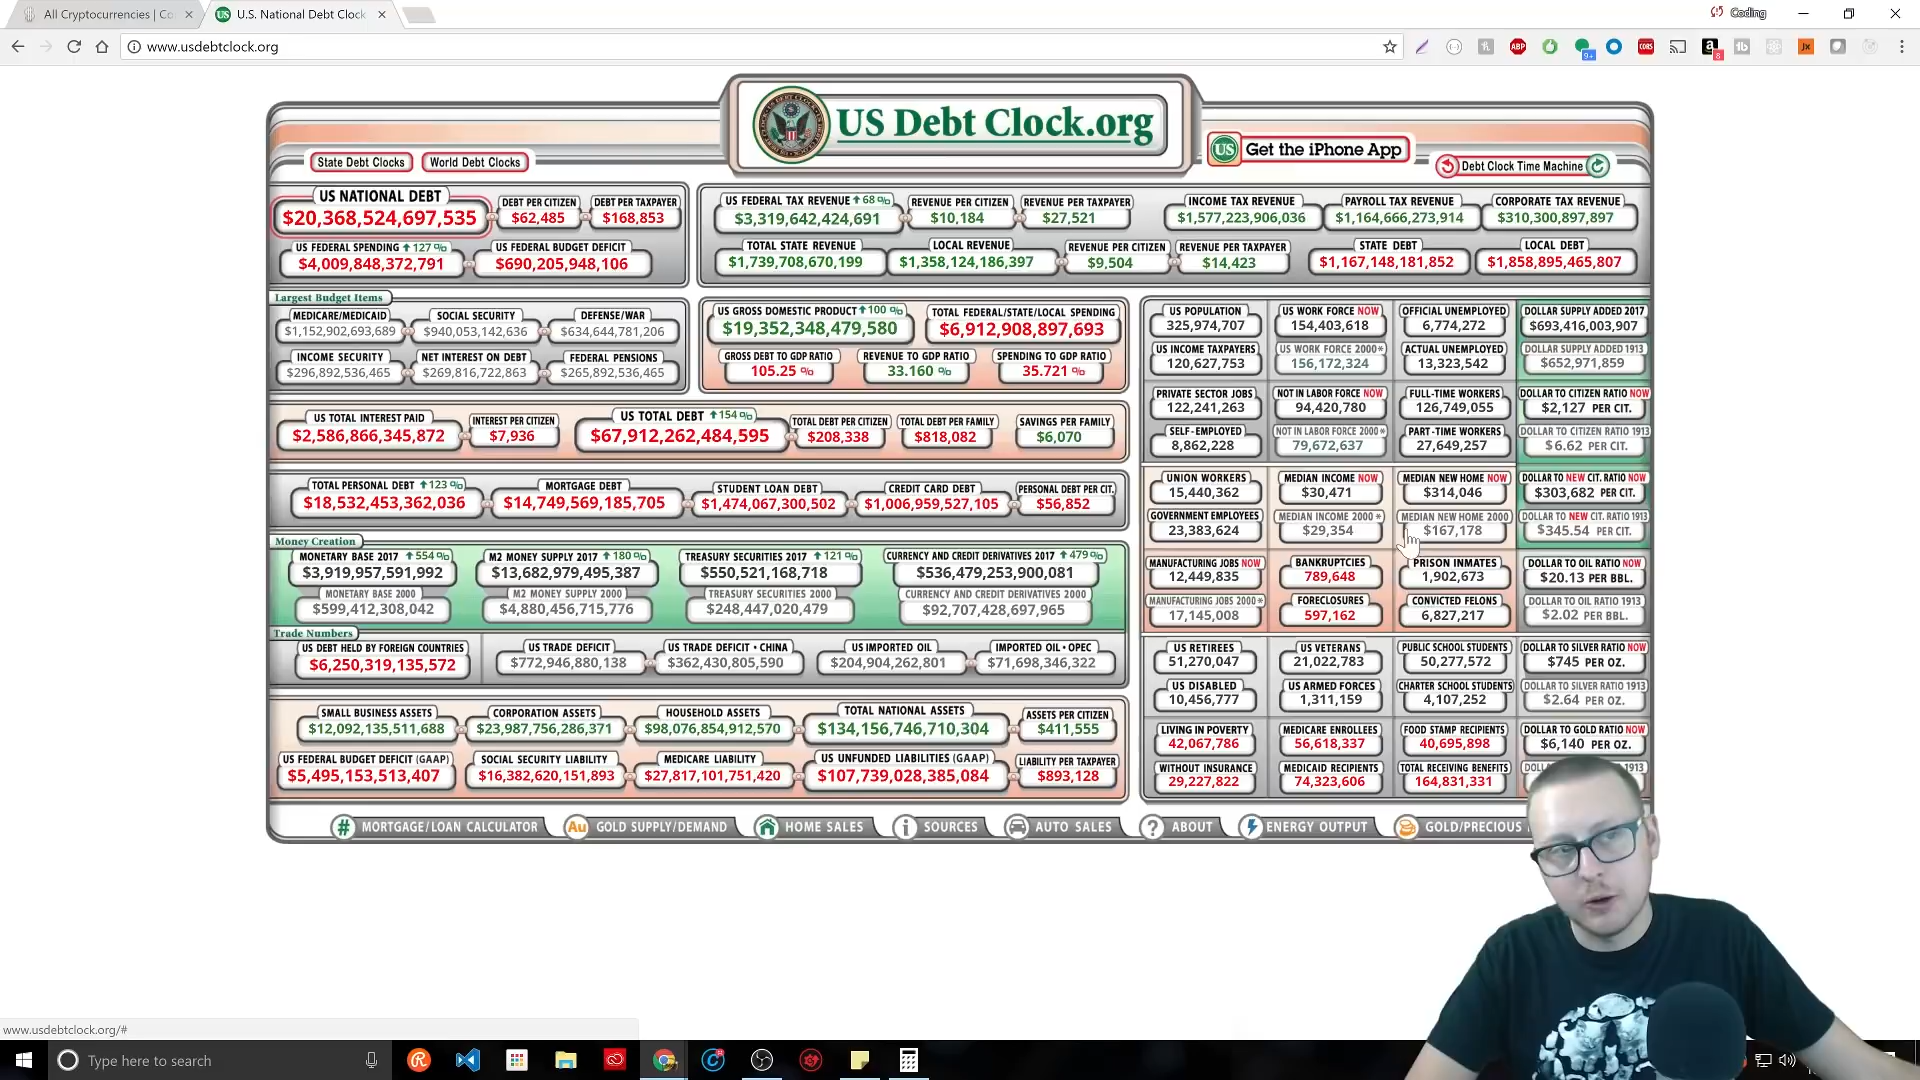 All Cryptocurrencies | Co
U.S. National Debt Clock
Coding
www.usdebtclock.org
US Debt Clock.org
State Debt Clocks
World Debt Clocks
US
Get the iPhone App
Debt Clock Time Machine
US NATIONAL DEBT
$20,368,524,697,535
DEBT PER CITIZEN
$62,485
DEBT PER TAXPAYER
$168,853
US FEDERAL SPENDING 127 %
$4,009,848,372,791
US FEDERAL BUDGET DEFICIT
$690,205,948,106
US FEDERAL TAX REVENUE 68 %
$3,319,642,424,691
REVENUE PER CITIZEN
$10,184
REVENUE PER TAXPAYER
$27,521
INCOME TAX REVENUE
$1,577,223,906,036
PAYROLL TAX REVENUE
$1,164,666,273,914
CORPORATE TAX REVENUE
$310,300,897,897
TOTAL STATE REVENUE
$1,739,708,670,199
LOCAL REVENUE
$1,358,124,186,397
REVENUE PER CITIZEN
$9,504
REVENUE PER TAXPAYER
$14,423
STATE DEBT
$1,167,148,181,852
LOCAL DEBT
$1,858,895,465,807
Largest Budget Items
MEDICARE/MEDICAID
$1,152,902,693,689
SOCIAL SECURITY
$940,053,142,636
DEFENSE/WAR
$634,644,781,206
INCOME SECURITY
$296,892,536,465
NET INTEREST ON DEBT
$269,816,722,863
FEDERAL PENSIONS
$265,892,536,465
US GROSS DOMESTIC PRODUCT 100 %
$19,352,348,479,580
TOTAL FEDERAL/STATE/LOCAL SPENDING
$6,912,908,897,693
GROSS DEBT TO GDP RATIO
105.25 %
REVENUE TO GDP RATIO
33.160 %
SPENDING TO GDP RATIO
35.721 %
US TOTAL INTEREST PAID
$2,586,866,345,872
INTEREST PER CITIZEN
$7,936
US TOTAL DEBT 154 %
$67,912,262,484,595
TOTAL DEBT PER CITIZEN
$208,338
TOTAL DEBT PER FAMILY
$818,082
SAVINGS PER FAMILY
$6,070
TOTAL PERSONAL DEBT 123 %
$18,532,453,362,036
MORTGAGE DEBT
$14,749,569,185,705
STUDENT LOAN DEBT
$1,474,067,300,502
CREDIT CARD DEBT
$1,006,959,527,105
PERSONAL DEBT PER CIT.
$56,852
Money Creation
MONETARY BASE 2017 554 %
$3,919,957,591,992
M2 MONEY SUPPLY 2017 180 %
$13,682,979,495,387
TREASURY SECURITIES 2017 121 %
$550,521,168,718
CURRENCY AND CREDIT DERIVATIVES 2017 479 %
$536,479,253,900,081
MONETARY BASE 2000
$599,412,308,042
M2 MONEY SUPPLY 2000
$4,880,456,715,776
TREASURY SECURITIES 2000
$248,447,020,479
CURRENCY AND CREDIT DERIVATIVES 2000
$92,707,428,697,965
Trade Numbers
US DEBT HELD BY FOREIGN COUNTRIES
$6,250,319,135,572
US TRADE DEFICIT
$772,946,880,138
US TRADE DEFICIT • CHINA
$362,430,805,590
US IMPORTED OIL
$204,904,262,801
IMPORTED OIL • OPEC
$71,698,346,322
SMALL BUSINESS ASSETS
$12,092,135,511,688
CORPORATION ASSETS
$23,987,756,286,371
HOUSEHOLD ASSETS
$98,076,854,912,570
TOTAL NATIONAL ASSETS
$134,156,746,710,304
ASSETS PER CITIZEN
$411,555
US FEDERAL BUDGET DEFICIT (GAAP)
$5,495,153,513,407
SOCIAL SECURITY LIABILITY
$16,382,620,151,893
MEDICARE LIABILITY
$27,817,101,751,420
US UNFUNDED LIABILITIES (GAAP)
$107,739,028,385,084
LIABILITY PER TAXPAYER
$893,128
US POPULATION
325,974,707
US WORK FORCE NOW
154,403,618
OFFICIAL UNEMPLOYED
6,774,272
DOLLAR SUPPLY ADDED 2017
$693,416,003,907
US INCOME TAXPAYERS
120,627,753
US WORK FORCE 2000*
156,172,324
ACTUAL UNEMPLOYED
13,323,542
DOLLAR SUPPLY ADDED 1913
$652,971,859
PRIVATE SECTOR JOBS
122,241,263
NOT IN LABOR FORCE NOW
94,420,780
FULL-TIME WORKERS
126,749,055
DOLLAR TO CITIZEN RATIO NOW
$2,127 PER CIT.
SELF-EMPLOYED
8,862,228
NOT IN LABOR FORCE 2000*
79,672,637
PART-TIME WORKERS
27,649,257
DOLLAR TO CITIZEN RATIO 1913
$6.62 PER CIT.
UNION WORKERS
15,440,362
MEDIAN INCOME NOW
$30,471
MEDIAN NEW HOME NOW
$314,046
DOLLAR TO NEW CIT. RATIO NOW
$303,682 PER CIT.
GOVERNMENT EMPLOYEES
23,383,624
MEDIAN INCOME 2000*
$29,354
MEDIAN NEW HOME 2000
$167,178
DOLLAR TO NEW CIT. RATIO 1913
$345.54 PER CIT.
MANUFACTURING JOBS NOW
12,449,835
BANKRUPTCIES
789,648
PRISON INMATES
1,902,673
DOLLAR TO OIL RATIO NOW
$20.13 PER BBL.
MANUFACTURING JOBS 2000*
17,145,008
FORECLOSURES
597,162
CONVICTED FELONS
6,827,217
DOLLAR TO OIL RATIO 1913
$2.02 PER BBL.
US RETIREES
51,270,047
US VETERANS
21,022,783
PUBLIC SCHOOL STUDENTS
50,277,572
DOLLAR TO SILVER RATIO NOW
$745 PER OZ.
US DISABLED
10,456,777
US ARMED FORCES
1,311,159
CHARTER SCHOOL STUDENTS
4,107,252
DOLLAR TO SILVER RATIO 1913
$2.64 PER OZ.
LIVING IN POVERTY
42,067,786
MEDICARE ENROLLEES
56,618,337
FOOD STAMP RECIPIENTS
40,695,898
DOLLAR TO GOLD RATIO NOW
$6,140 PER OZ.
WITHOUT INSURANCE
29,227,822
MEDICAID RECIPIENTS
74,323,606
TOTAL RECEIVING BENEFITS
164,831,331
1913
# MORTGAGE/LOAN CALCULATOR
Au GOLD SUPPLY/DEMAND
HOME SALES
i SOURCES
AUTO SALES
? ABOUT
ENERGY OUTPUT
GOLD/PRECIOUS
www.usdebtclock.org/#
Type here to search